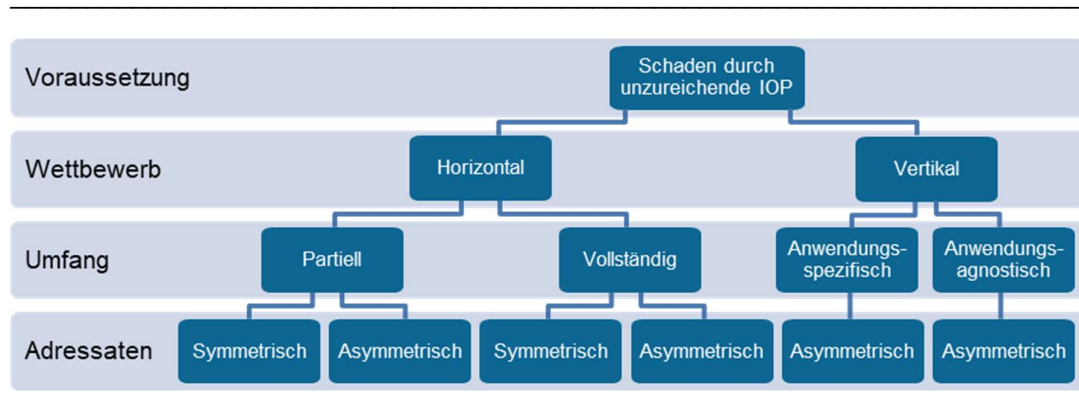 Voraussetzung
Schaden durch
unzureichende IOP
Wettbewerb
Horizontal
Vertikal
Umfang
Partiell
Vollständig
Anwendungs-
spezifisch
Anwendungs-
agnostisch
Adressaten
Symmetrisch
Asymmetrisch
Symmetrisch
Asymmetrisch
Asymmetrisch
Asymmetrisch